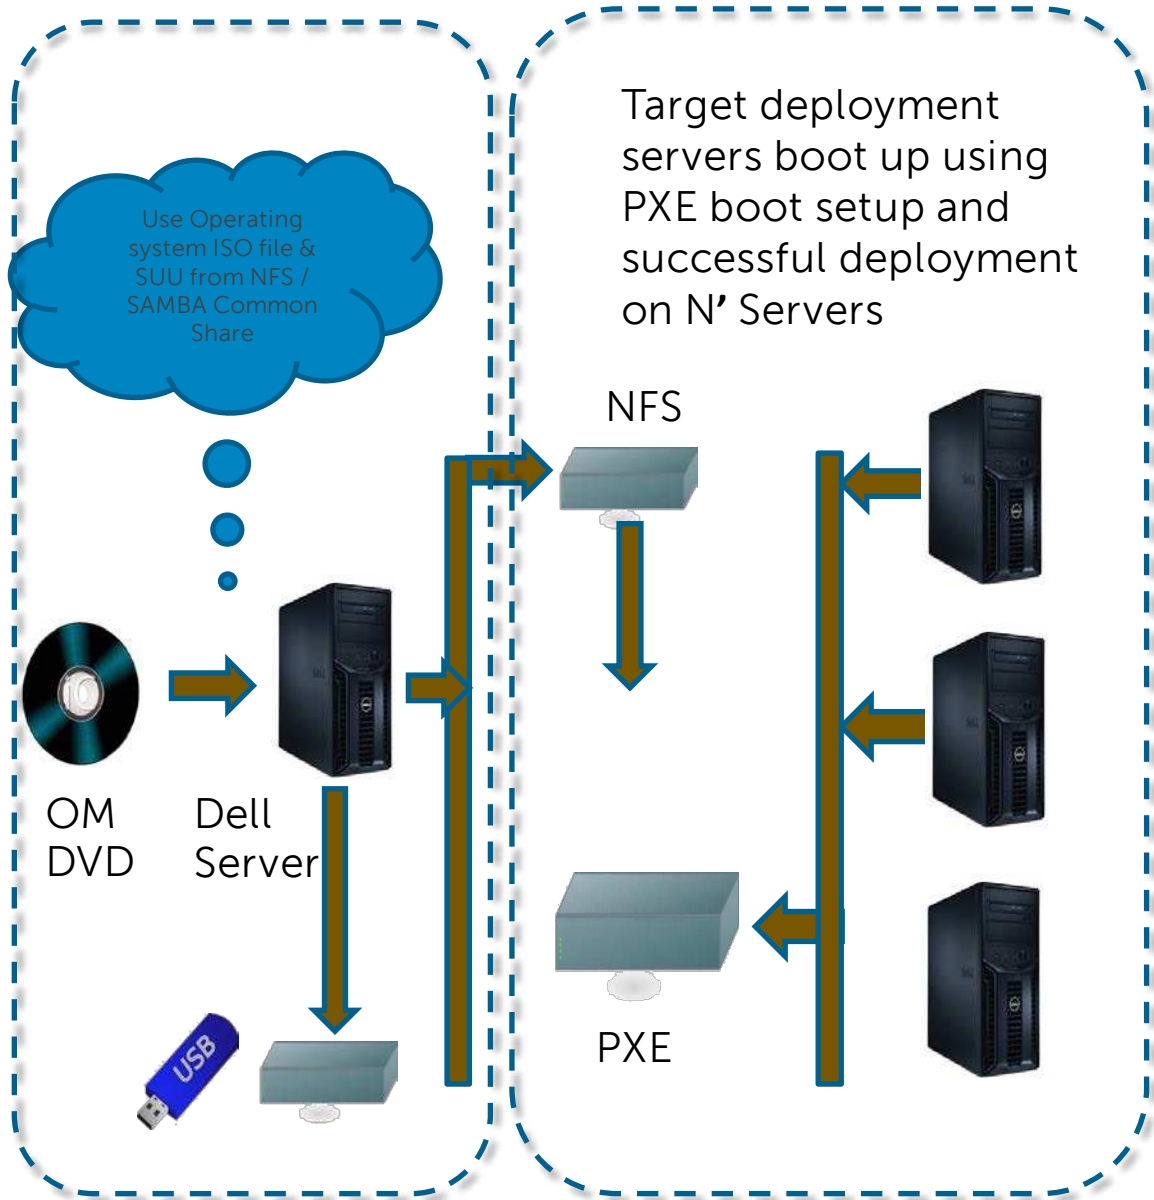 Use Operating
system ISO file &
SUU from NFS /
SAMBA Common
Share
OM
DVD
Dell
Server
USB
Target deployment
servers boot up using
PXE boot setup and
successful deployment
on N' Servers
NFS
PXE